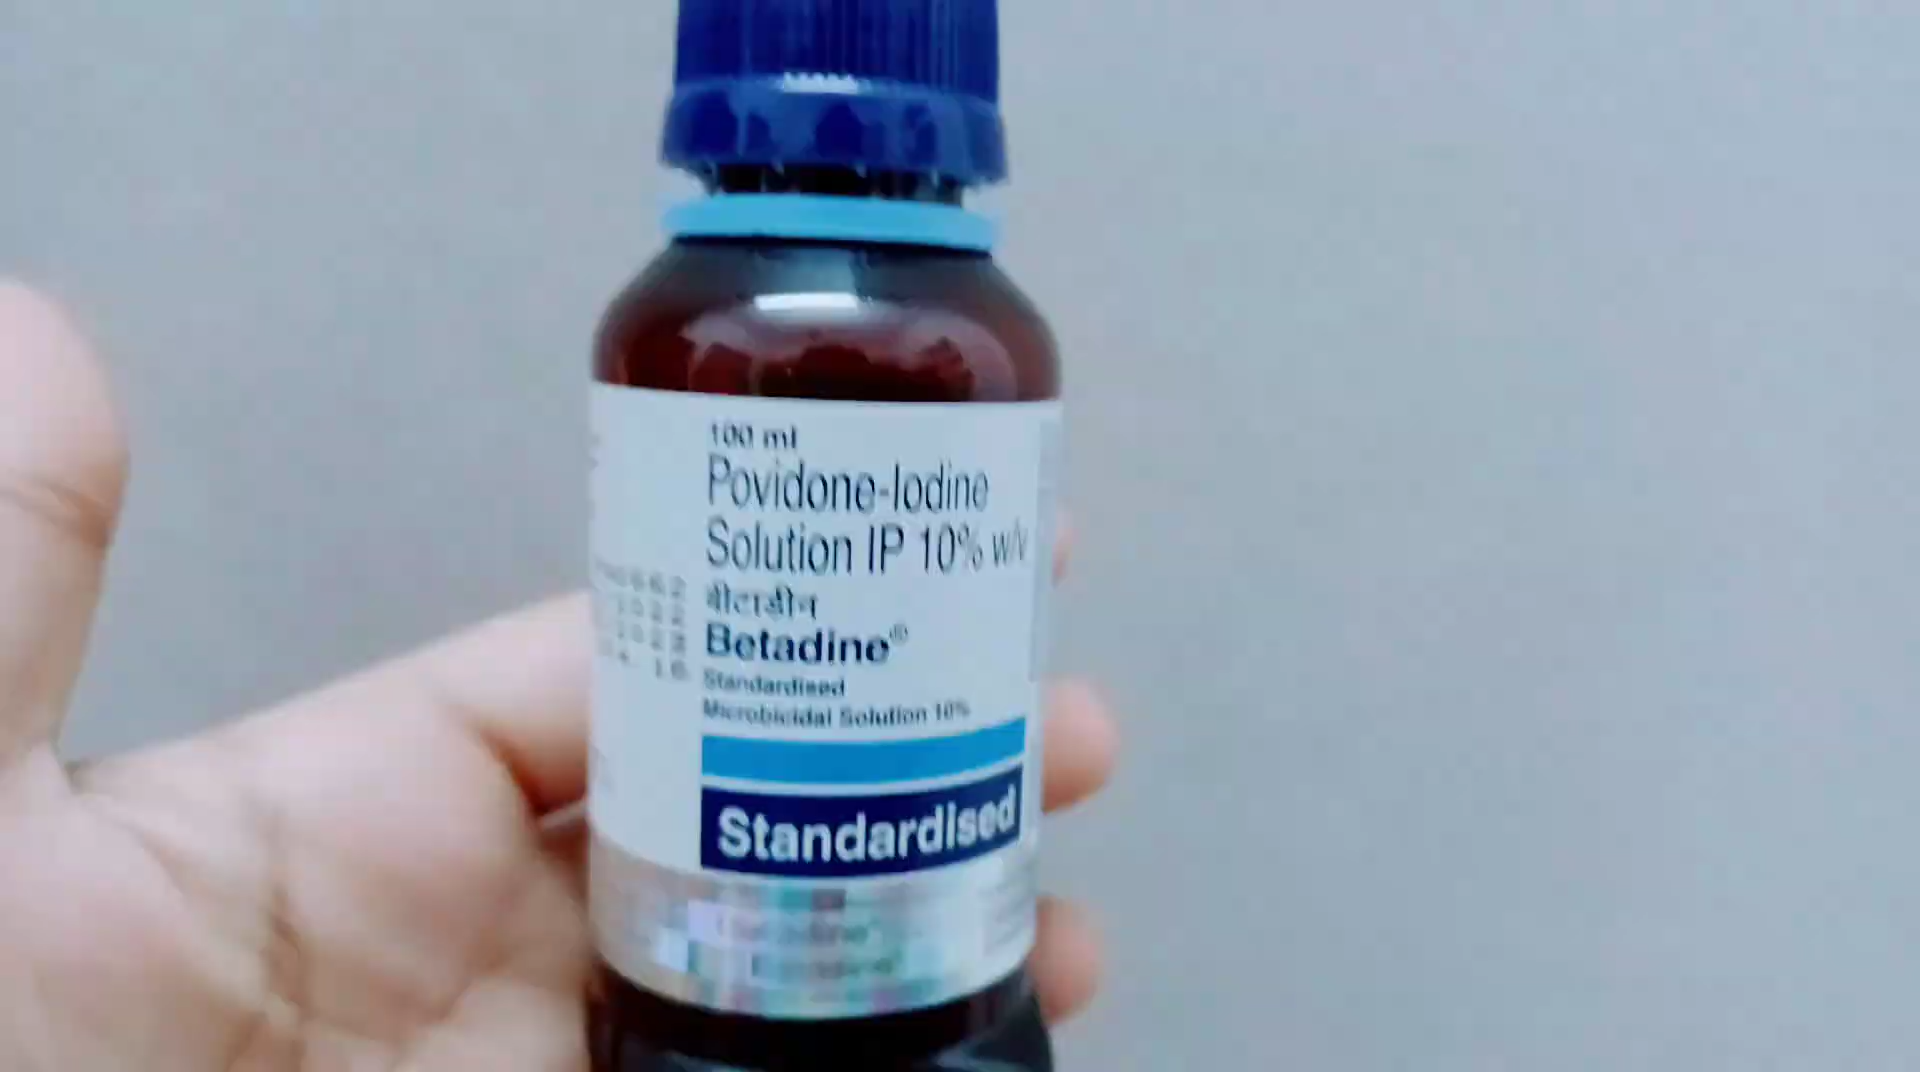 100 ml
Povidone-Iodine
Solution IP 10% w/v
बीटाडीन
Betadine®
Standardised
Microbicidal Solution 10%
Standardised